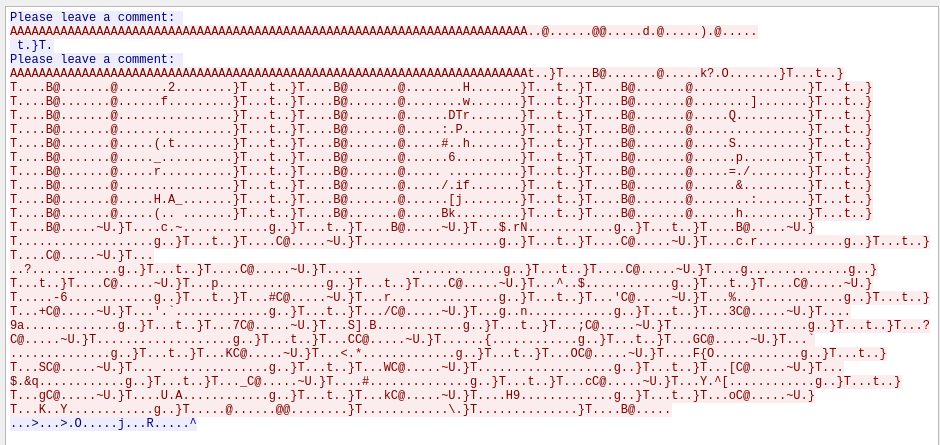 Please leave a comment:
AAAAAAAAAAAAAAAAAAAAAAAAAAAAAAAAAAAAAAAAAAAAAAAAAAAAAAAAAAAAAAAAAAAAAAAA..@......@@.....d.@.....).@.....
t.}T.
Please leave a comment:
AAAAAAAAAAAAAAAAAAAAAAAAAAAAAAAAAAAAAAAAAAAAAAAAAAAAAAAAAAAAAAAAAAAAAAAAt..}T....B@.......@.....k?.O.......}T...t..}
T....B@.......@.......2........}T...t..}T....B@.......@........H.......}T...t..}T....B@.......@................}T...t..}
T....B@.......@......f.........}T...t..}T....B@.......@........w.......}T...t..}T....B@.......@........].......}T...t..}
T....B@.......@................}T...t..}T....B@.......@......DTr.......}T...t..}T....B@.......@.....Q..........}T...t..}
T....B@.......@................}T...t..}T....B@.......@.....:.P........}T...t..}T....B@.......@................}T...t..}
T....B@.......@.....(.t........}T...t..}T....B@.......@.....#..h.......}T...t..}T....B@.......@.....S..........}T...t..}
T....B@.......@....._..........}T...t..}T....B@.......@......6.........}T...t..}T....B@.......@......p.........}T...t..}
T....B@.......@.....r..........}T...t..}T....B@.......@................}T...t..}T....B@.......@.....=./........}T...t..}
T....B@.......@................}T...t..}T....B@.......@...../.if.......}T...t..}T....B@.......@......&.........}T...t..}
T....B@.......@.....H.A_.......}T...t..}T....B@.......@......[j........}T...t..}T....B@.......@........:.......}T...t..}
T....B@.......@.....(..........}T...t..}T....B@.......@.....Bk.........}T...t..}T....B@.......@......h.........}T...t..}
T....B@.....~U.}T....c.~............g..}T...t..}T....B@.....~U.}T...$.rN............g..}T...t..}T....B@.....~U.}
T...................g..}T...t..}T....C@.....~U.}T...................g..}T...t..}T....C@.....~U.}T....c.r............g..}T...t..}
T....C@.....~U.}T...
..?............g..}T...t..}T....C@.....~U.}T..... .............g..}T...t..}T....C@.....~U.}T....g..............g..}
T...t..}T....C@.....~U.}T...p...............g..}T...t..}T....C@.....~U.}T...^..$............g..}T...t..}T....C@.....~U.}
T.....-6............g..}T...t..}T...#C@.....~U.}T...r...............g..}T...t..}T...'C@.....~U.}T....%..............g..}T...t..}
T...+C@.....~U.}T...'.`.............g..}T...t..}T.../C@.....~U.}T...g..n............g..}T...t..}T...3C@.....~U.}T....
9a.............g..}T...t..}T...7C@.....~U.}T...S].B............g..}T...t..}T...;C@.....~U.}T...................g..}T...t..}T...?
C@.....~U.}T...................g..}T...t..}T...CC@.....~U.}T......{............g..}T...t..}T...GC@.....~U.}T...`
..............g..}T...t..}T...KC@.....~U.}T...<.*.............g..}T...t..}T...OC@.....~U.}T....F{O............g..}T...t..}
T...SC@.....~U.}T...................g..}T...t..}T...WC@.....~U.}T...................g..}T...t..}T...[C@.....~U.}T...
$.&q............g..}T...t..}T..._C@.....~U.}T....#..............g..}T...t..}T...cC@.....~U.}T...Y.^[............g..}T...t..}
T...gC@.....~U.}T....U.A............g..}T...t..}T...kC@.....~U.}T....H9.............g..}T...t..}T...oC@.....~U.}
T...K..Y............g..}T.....@......@@........}T............\.}T..............}T....B@.....
...>...>.O.....j...R.....^